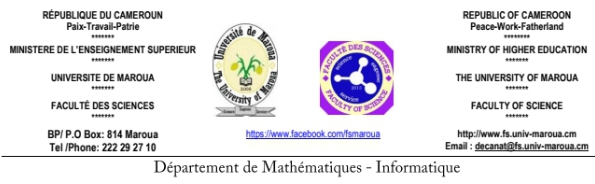 RÉPUBLIQUE DU CAMEROUN
Paix-Travail-Patrie
*******
MINISTERE DE L'ENSEIGNEMENT SUPERIEUR
*******
UNIVERSITE DE MAROUA
*******
FACULTÉ DES SCIENCES
*******
BP/ P.O Box: 814 Maroua
Tel /Phone: 222 29 27 10
Université de Maroua
The University of Maroua
2008
FACULTÉ DES SCIENCES
FACULTY OF SCIENCE
https://www.facebook.com/fsmaroua
REPUBLIC OF CAMEROON
Peace-Work-Fatherland
*******
MINISTRY OF HIGHER EDUCATION
*******
THE UNIVERSITY OF MAROUA
*******
FACULTY OF SCIENCE
*******
http://www.fs.univ-maroua.cm
Email : decanat@fs.univ-maroua.cm
Département de Mathématiques - Informatique